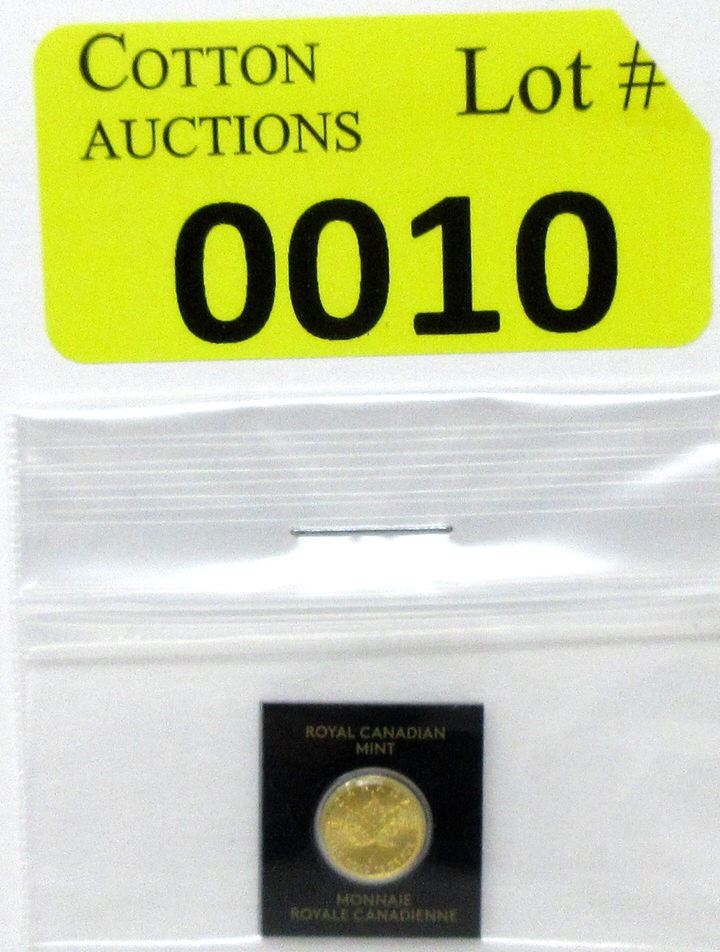 COTTON
AUCTIONS
Lot #
0010
ROYAL CANADIAN
MINT
MONNAIE
ROYALE CANADIENNE